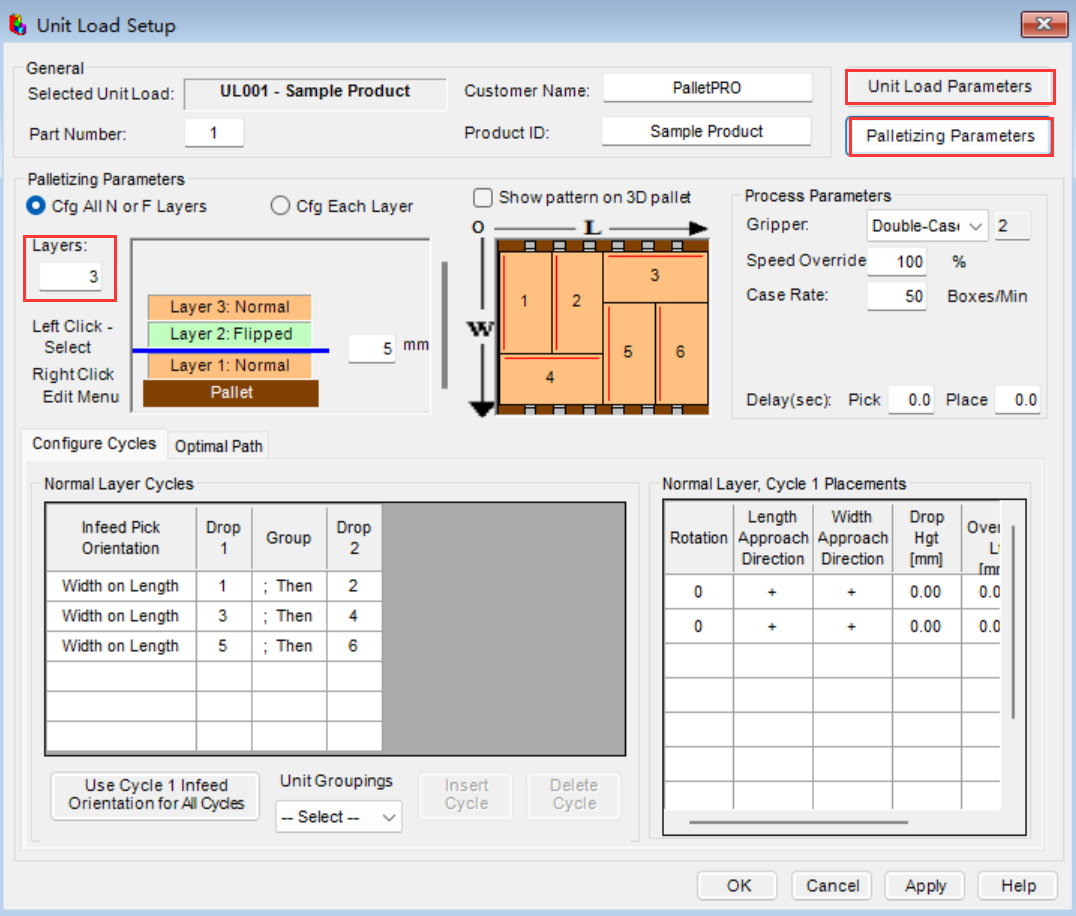 Unit Load Setup
General
Selected Unit Load: UL001 - Sample Product
Customer Name: PalletPRO
Unit Load Parameters
Part Number: 1
Product ID: Sample Product
Palletizing Parameters
Palletizing Parameters
Cfg All N or F Layers
Cfg Each Layer
Layers:
3
Left Click -
Select
Right Click
Edit Menu
Layer 3: Normal
Layer 2: Flipped
Layer 1: Normal
Pallet
5 mm
Show pattern on 3D pallet
O L
W
1 2 3
4 5 6
Process Parameters
Gripper: Double-Cas 2
Speed Override 100 %
Case Rate: 50 Boxes/Min
Delay(sec): Pick 0.0 Place 0.0
Configure Cycles
Optimal Path
Normal Layer Cycles
Infeed Pick Orientation Drop 1 Group Drop 2
Width on Length 1 ; Then 2
Width on Length 3 ; Then 4
Width on Length 5 ; Then 6
Use Cycle 1 Infeed
Orientation for All Cycles
Unit Groupings
-- Select --
Insert
Cycle
Delete
Cycle
Normal Layer, Cycle 1 Placements
Rotation Length Approach Direction Width Approach Direction Drop Hgt [mm] Over
0 + + 0.00 0.0
0 + + 0.00 0.0
OK
Cancel
Apply
Help